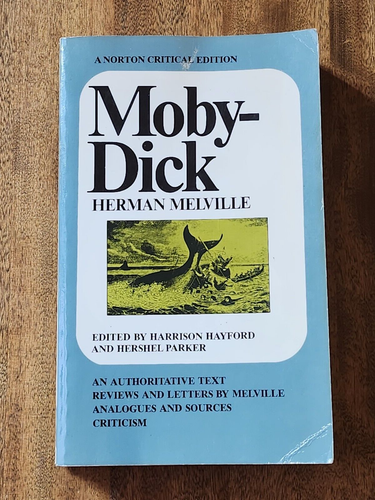 A NORTON CRITICAL EDITION
Moby-
Dick
HERMAN MELVILLE
EDITED BY HARRISON HAYFORD
AND HERSHEL PARKER
AN AUTHORITATIVE TEXT
REVIEWS AND LETTERS BY MELVILLE
ANALOGUES AND SOURCES
CRITICISM